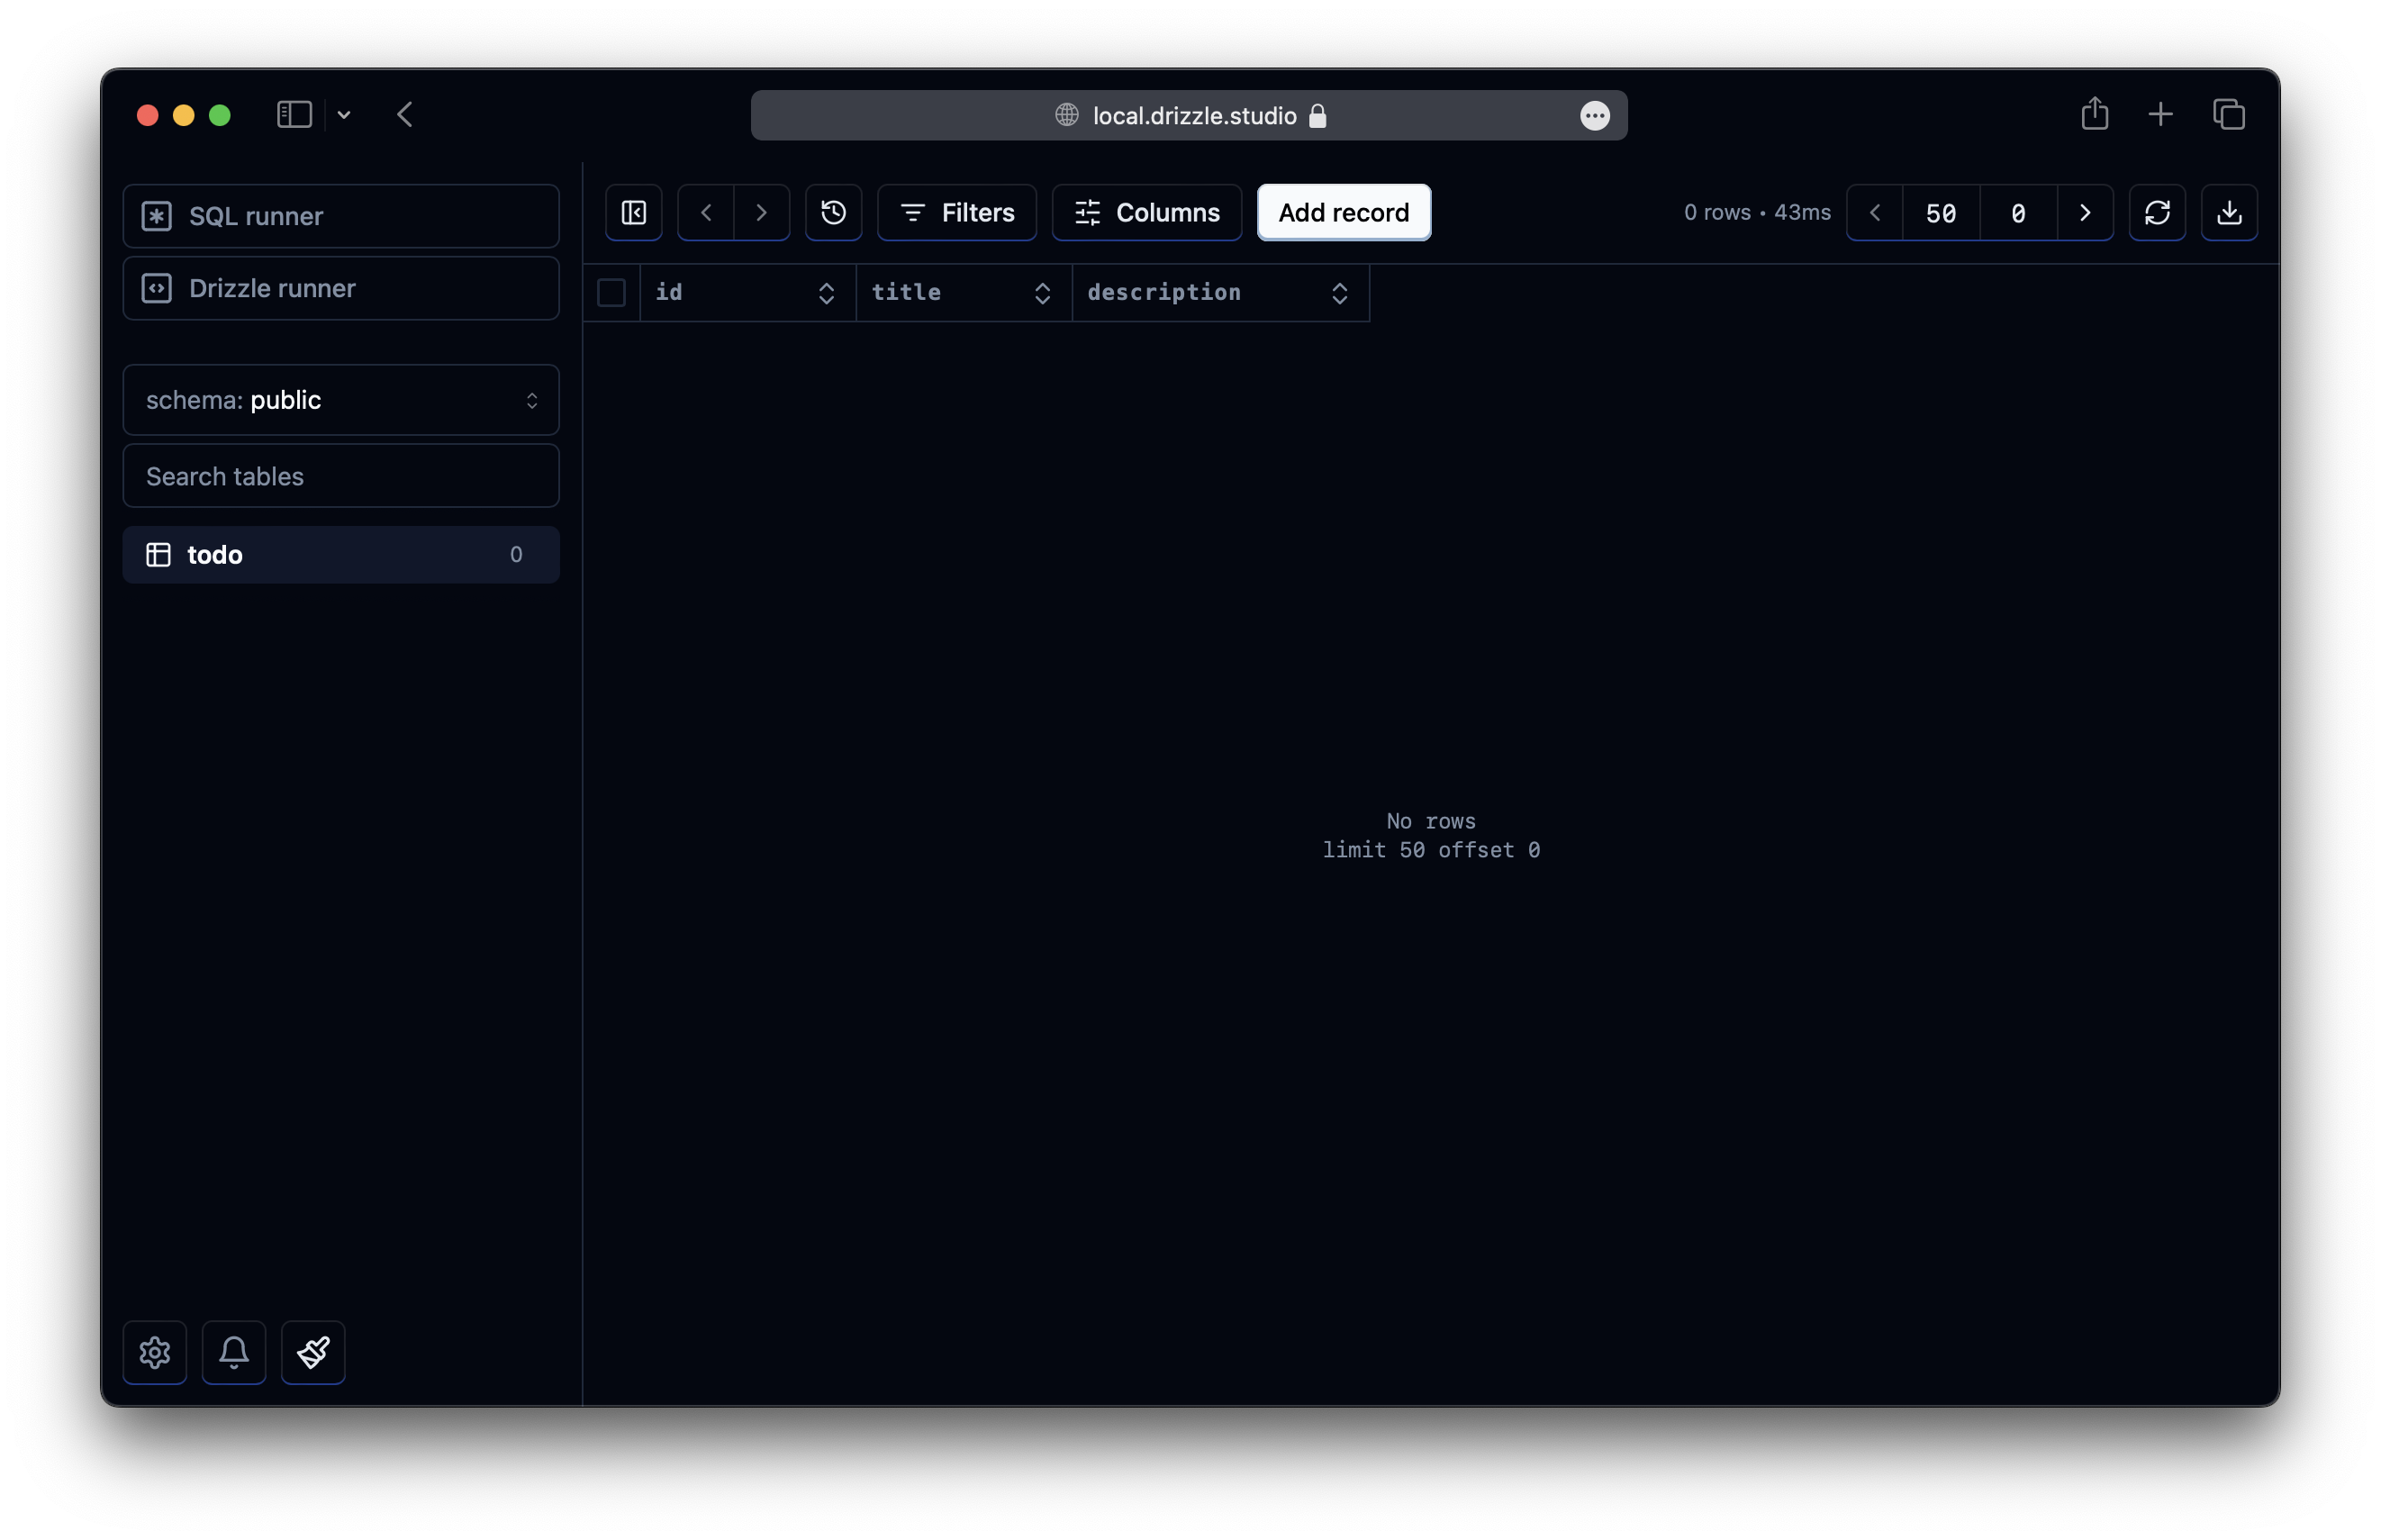 local.drizzle.studio
SQL runner
Drizzle runner
schema: public
Search tables
todo 0
Filters Columns Add record 0 rows • 43ms 50 0
id title description
No rows
limit 50 offset 0